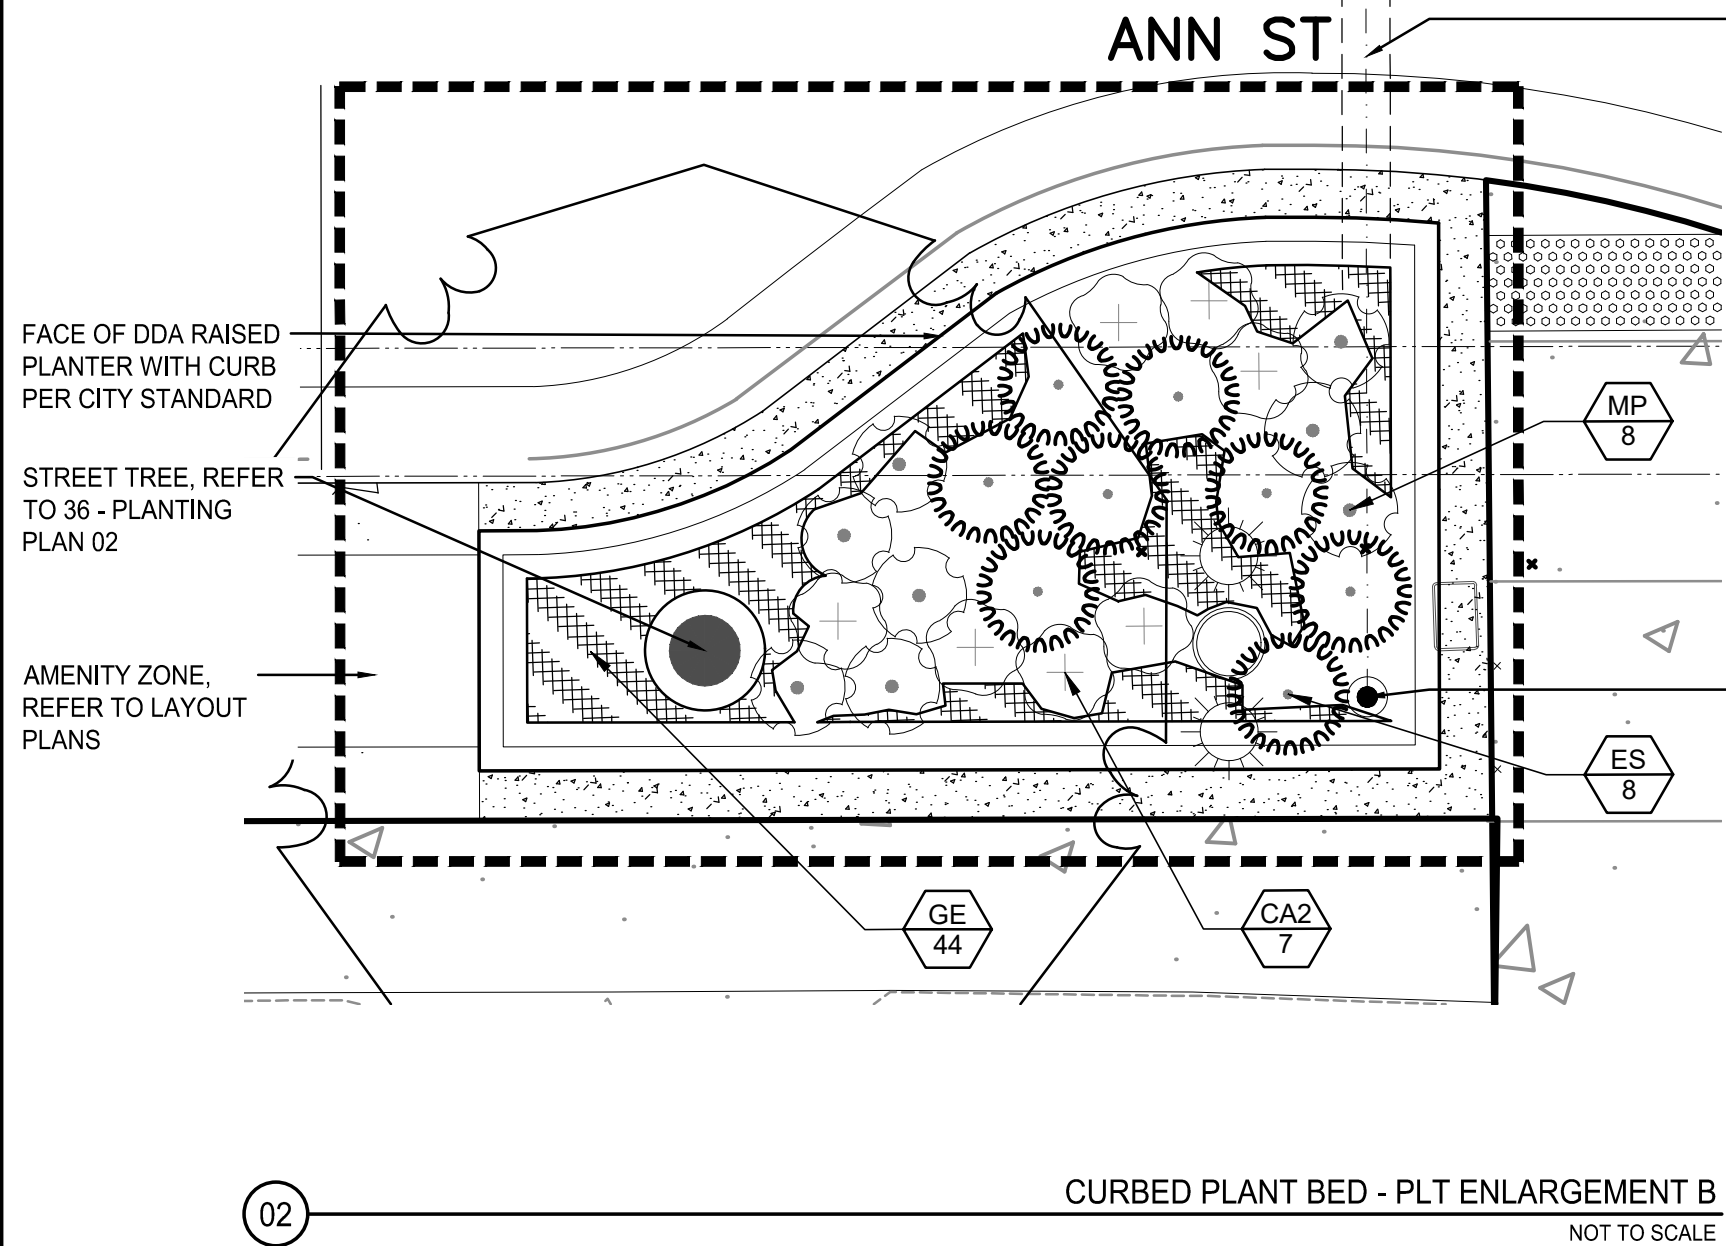 ANN ST
FACE OF DDA RAISED
PLANTER WITH CURB
PER CITY STANDARD
STREET TREE, REFER
TO 36 - PLANTING
PLAN 02
AMENITY ZONE,
REFER TO LAYOUT
PLANS
MP
8
ES
8
GE
44
CA2
7
02
CURBED PLANT BED - PLT ENLARGEMENT B
NOT TO SCALE